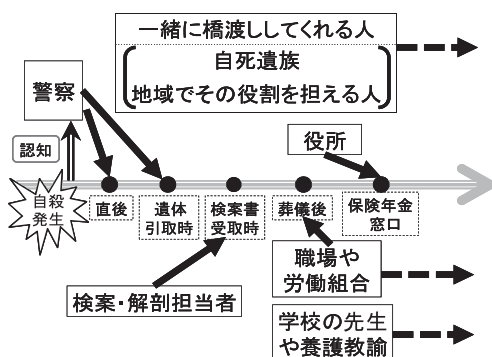 一緒に橋渡ししてくれる人
自死遺族
地域でその役割を担える人
警察
認知
役所
自殺
発生
直後
遺体
引取時
検案書
受取時
葬儀後
保険年金
窓口
職場や
労働組合
検案・解剖担当者
学校の先生
や養護教諭